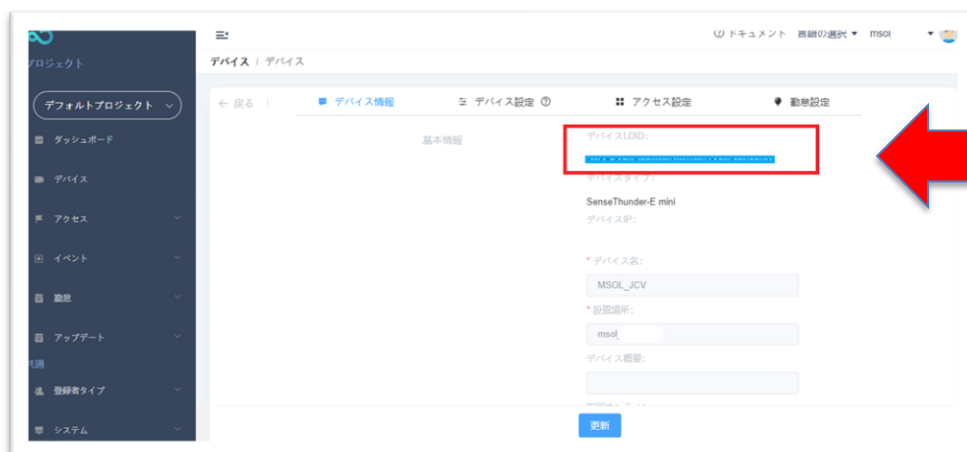 ドキュメント 言語の選択 msol
プロジェクト
デバイス / デバイス
デフォルトプロジェクト
← 戻る
デバイス情報
デバイス設定
アクセス設定
勤怠設定
ダッシュボード
デバイス
アクセス
イベント
勤怠
アップデート
共通
登録者タイプ
システム
基本情報
デバイスLDID:
デバイスタイプ:
SenseThunder-E mini
デバイスIP:
* デバイス名:
MSOL_JCV
* 設置場所:
msol
デバイス概要:
更新